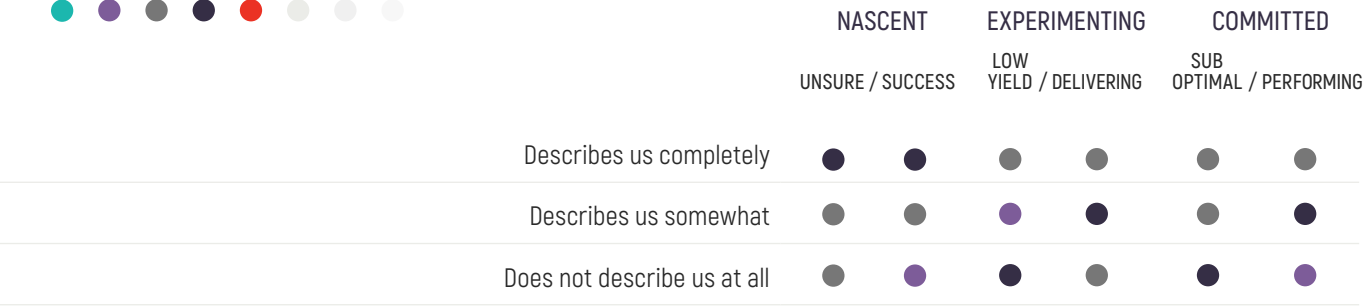 NASCENT EXPERIMENTING COMMITTED
LOW SUB
UNSURE / SUCCESS YIELD / DELIVERING OPTIMAL / PERFORMING
Describes us completely
Describes us somewhat
Does not describe us at all